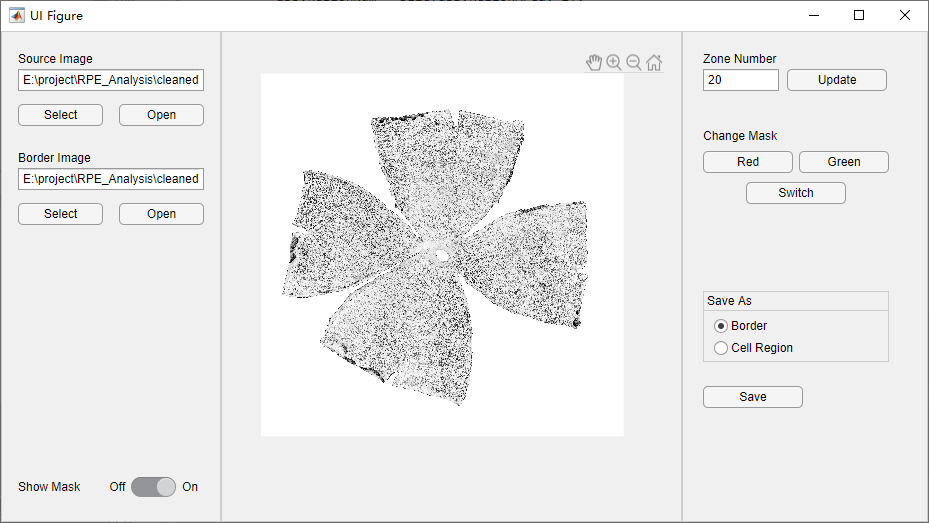 UI Figure
Source Image
E:\project\RPE_Analysis\cleaned
Select
Open
Border Image
E:\project\RPE_Analysis\cleaned
Select
Open
Show Mask
Off
On
Zone Number
20
Update
Change Mask
Red
Green
Switch
Save As
Border
Cell Region
Save